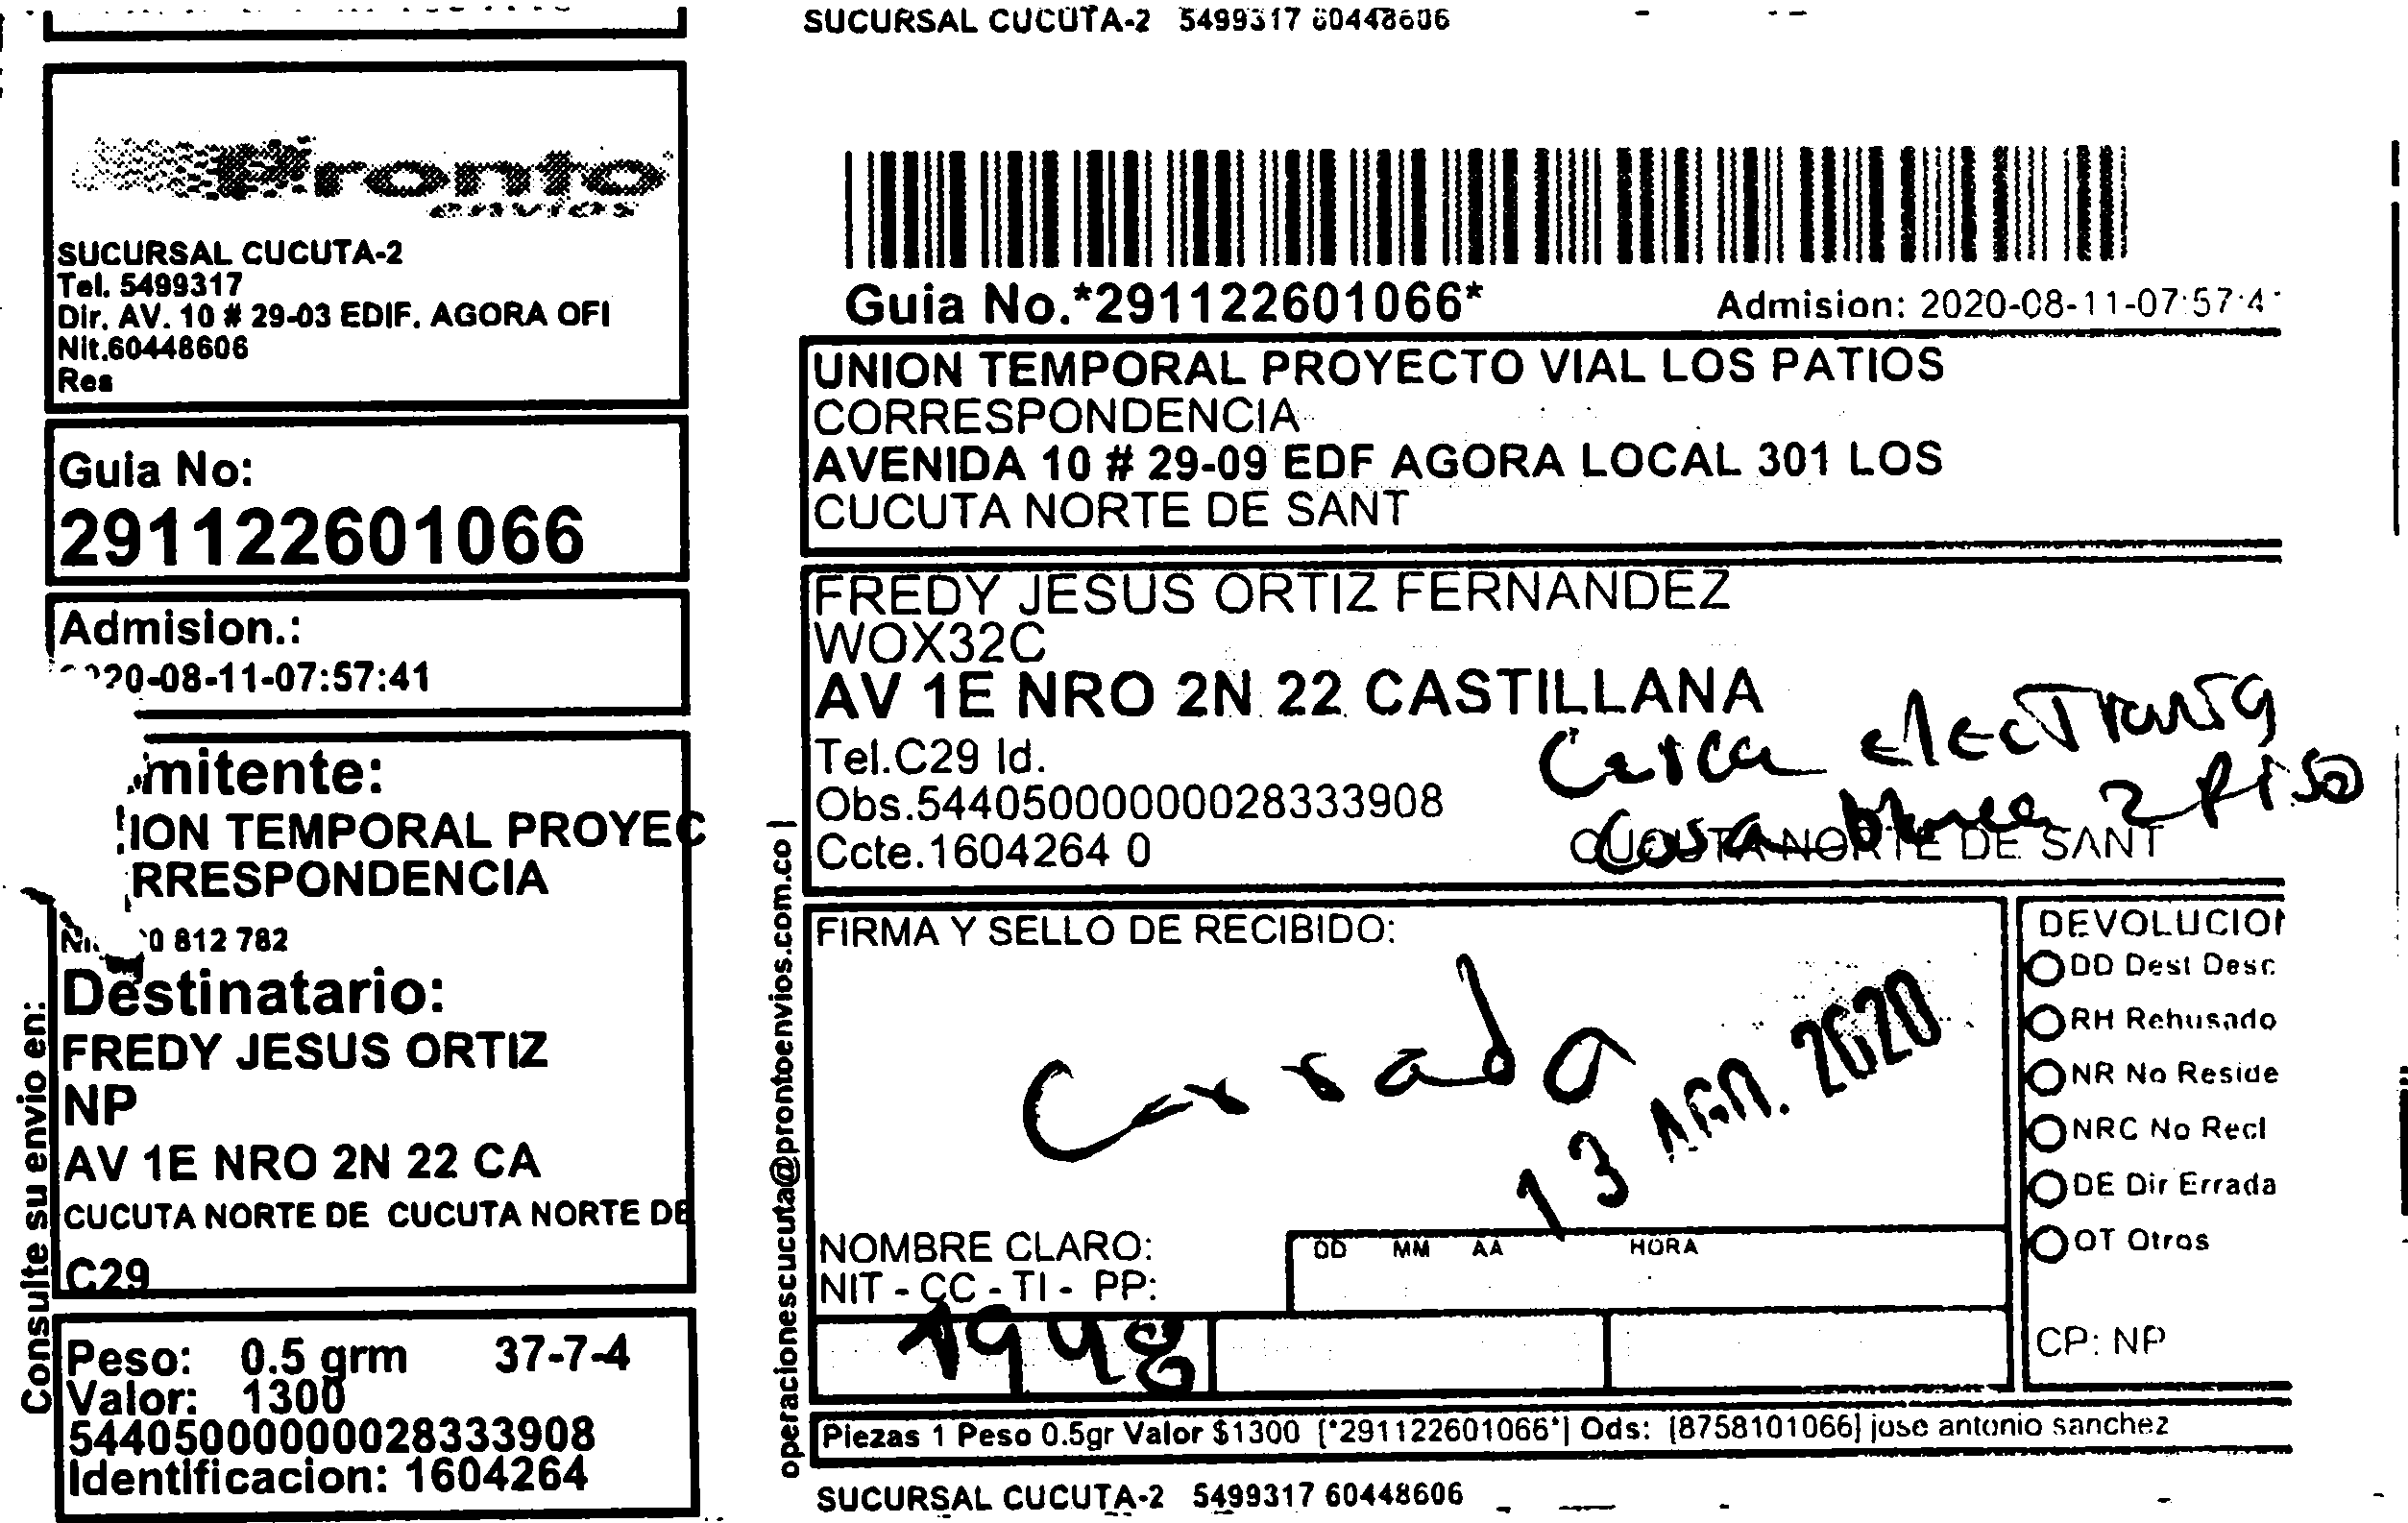 SUCURSAL CUCUTA-2 5499317 60448606
Pronto
envios
SUCURSAL CUCUTA-2
Tel. 5499317
Dir. AV. 10 # 29-03 EDIF. AGORA OFI
Nit.60448606
Res
Guia No:
291122601066
Admision.:
20-08-11-07:57:41
mitente:
ION TEMPORAL PROYEC
RRESPONDENCIA
0 812 782
Destinatario:
FREDY JESUS ORTIZ
NP
AV 1E NRO 2N 22 CA
CUCUTA NORTE DE CUCUTA NORTE DE
C29
Consulte su envio en:
Peso: 0.5 grm 37-7-4
Valor: 1300
544050000000028333908
Identificacion: 1604264
Guia No.*291122601066*
Admision: 2020-08-11-07:57:4
UNION TEMPORAL PROYECTO VIAL LOS PATIOS
CORRESPONDENCIA
AVENIDA 10 # 29-09 EDF AGORA LOCAL 301 LOS
CUCUTA NORTE DE SANT
FREDY JESUS ORTIZ FERNANDEZ
WOX32C
AV 1E NRO 2N 22 CASTILLANA
Tel.C29 Id.
Obs.544050000000028333908
Ccte.1604264 0
2 piso
CUCUTA NORTE DE SANT
operacionescucuta@prontoenvios.com.co |
FIRMA Y SELLO DE RECIBIDO:
Cerrada
13 AGO. 2020
NOMBRE CLARO:
NIT - CC - TI - PP:
DD MM AA HORA
1948
DEVOLUCION
DD Dest Desc
RH Rehusado
NR No Reside
NRC No Recl
DE Dir Errada
OT Otros
CP: NP
Piezas 1 Peso 0.5gr Valor $1300 [*291122601066*] Ods: [8758101066] jose antonio sanchez
SUCURSAL CUCUTA-2 5499317 60448606